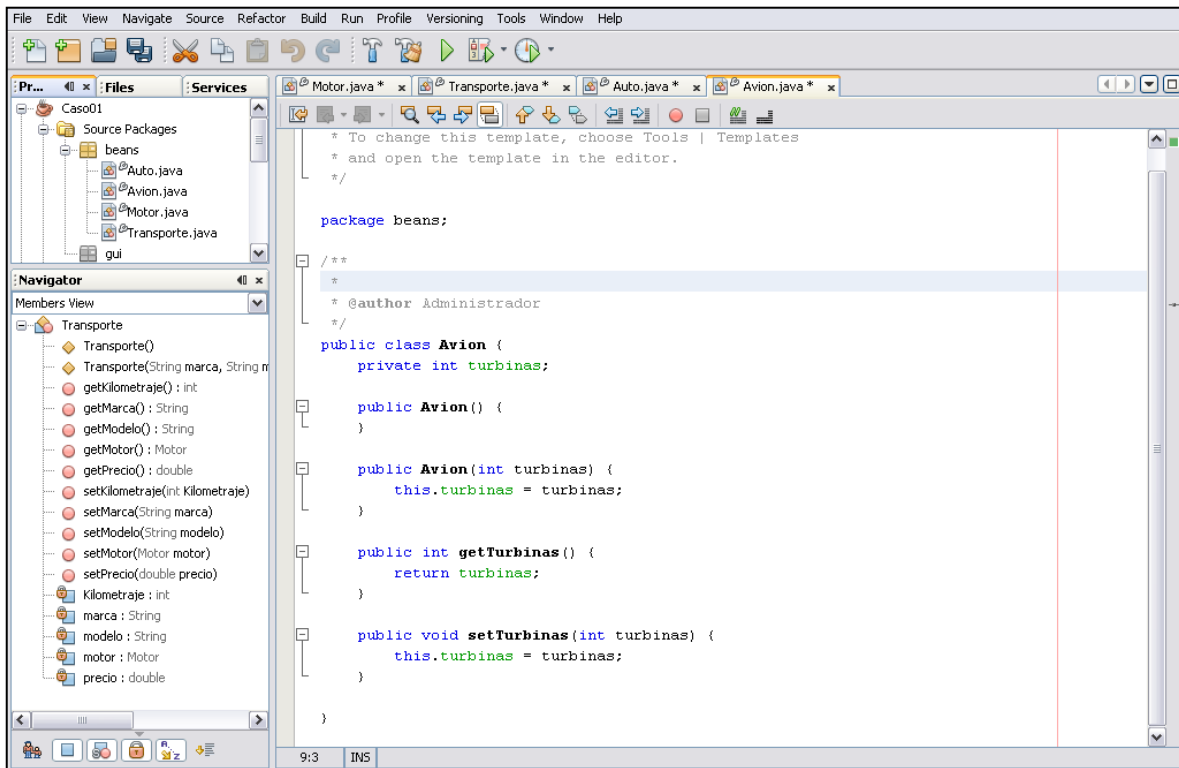 File Edit View Navigate Source Refactor Build Run Profile Versioning Tools Window Help
Pr... Files Services
Caso01
Source Packages
beans
Auto.java
Avion.java
Motor.java
Transporte.java
gui
Navigator
Members View
Transporte
Transporte()
Transporte(String marca, String m
getKilometraje() : int
getMarca() : String
getModelo() : String
getMotor() : Motor
getPrecio() : double
setKilometraje(int Kilometraje)
setMarca(String marca)
setModelo(String modelo)
setMotor(Motor motor)
setPrecio(double precio)
Kilometraje : int
marca : String
modelo : String
motor : Motor
precio : double
Motor.java * x Transporte.java * x Auto.java * x Avion.java * x
* To change this template, choose Tools | Templates
* and open the template in the editor.
*/
package beans;
/**
*
* @author Administrador
*/
public class Avion {
private int turbinas;
public Avion() {
}
public Avion(int turbinas) {
this.turbinas = turbinas;
}
public int getTurbinas() {
return turbinas;
}
public void setTurbinas(int turbinas) {
this.turbinas = turbinas;
}
}
9:3 INS